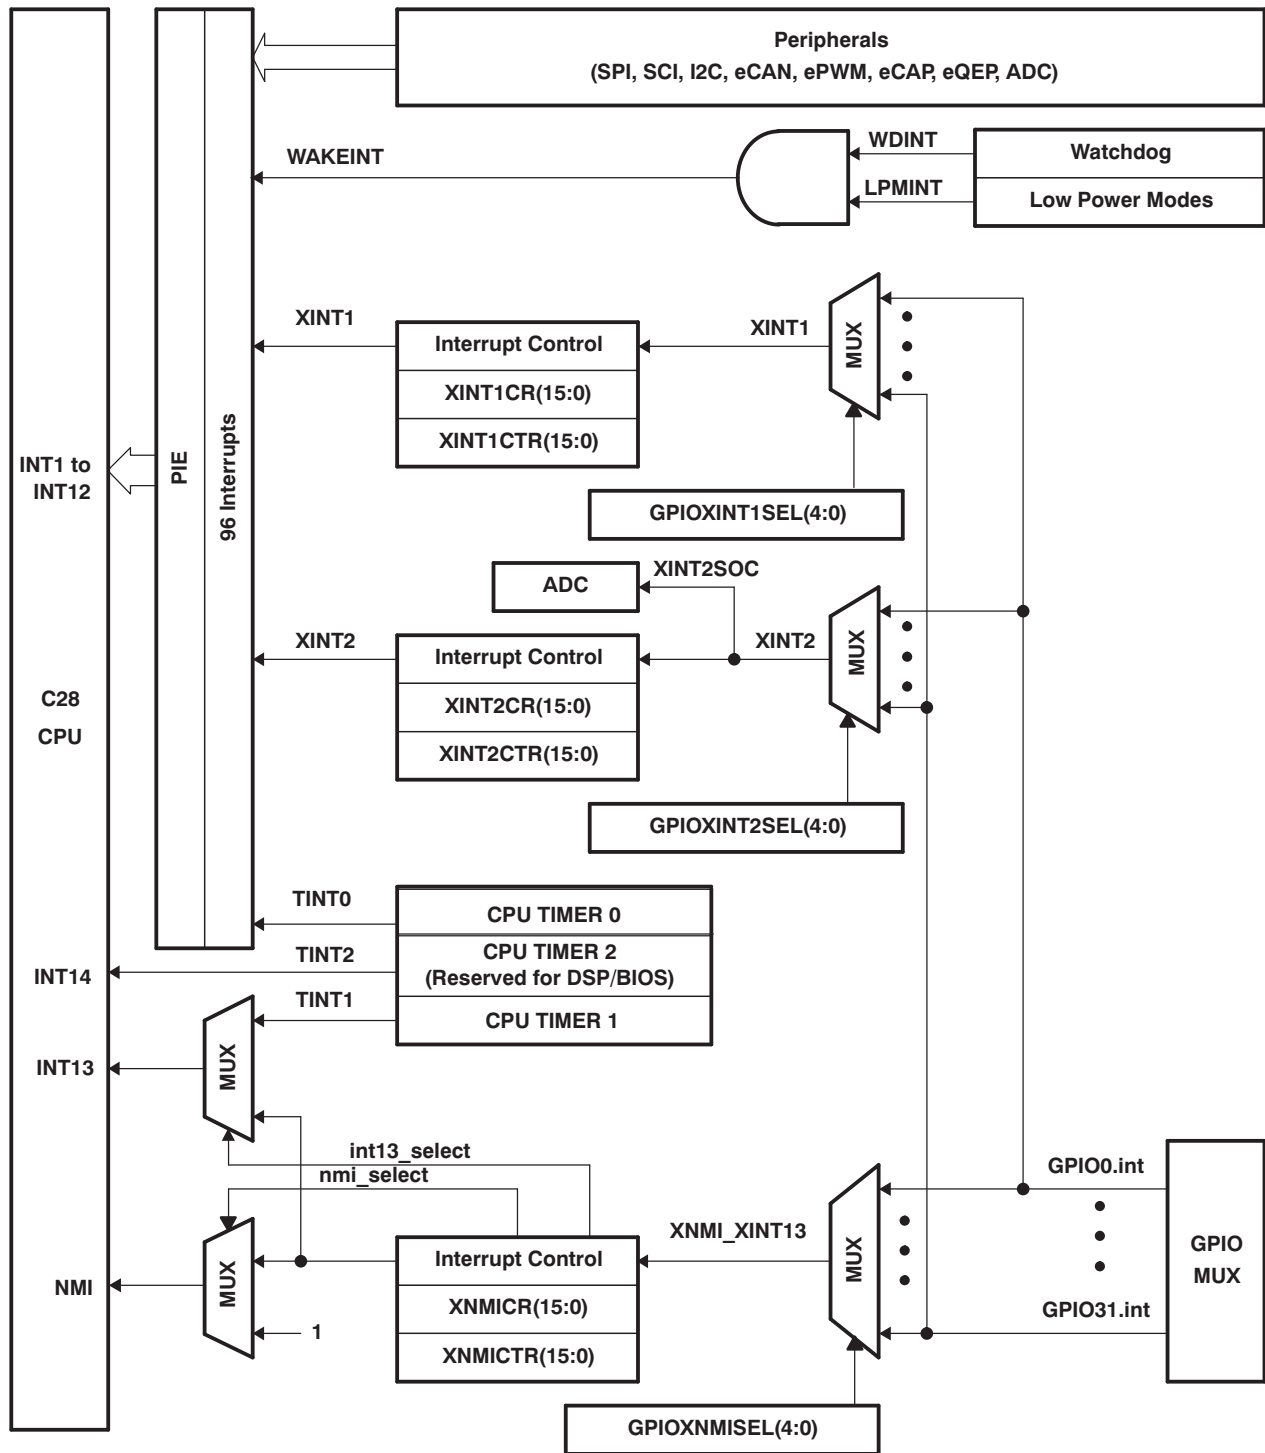 Peripherals
(SPI, SCI, I2C, eCAN, ePWM, eCAP, eQEP, ADC)
WDINT
Watchdog
WAKEINT
LPMINT
Low Power Modes
XINT1
Interrupt Control
XINT1
MUX
XINT1CR(15:0)
XINT1CTR(15:0)
INT1 to
INT12
PIE
96 Interrupts
GPIOXINT1SEL(4:0)
ADC
XINT2SOC
XINT2
Interrupt Control
XINT2
MUX
C28
CPU
XINT2CR(15:0)
XINT2CTR(15:0)
GPIOXINT2SEL(4:0)
TINT0
CPU TIMER 0
TINT2
CPU TIMER 2
(Reserved for DSP/BIOS)
INT14
TINT1
CPU TIMER 1
INT13
MUX
int13_select
nmi_select
GPIO0.int
XNMI_XINT13
Interrupt Control
MUX
GPIO
MUX
NMI
MUX
XNMICR(15:0)
GPIO31.int
1
XNMICTR(15:0)
GPIOXNMISEL(4:0)